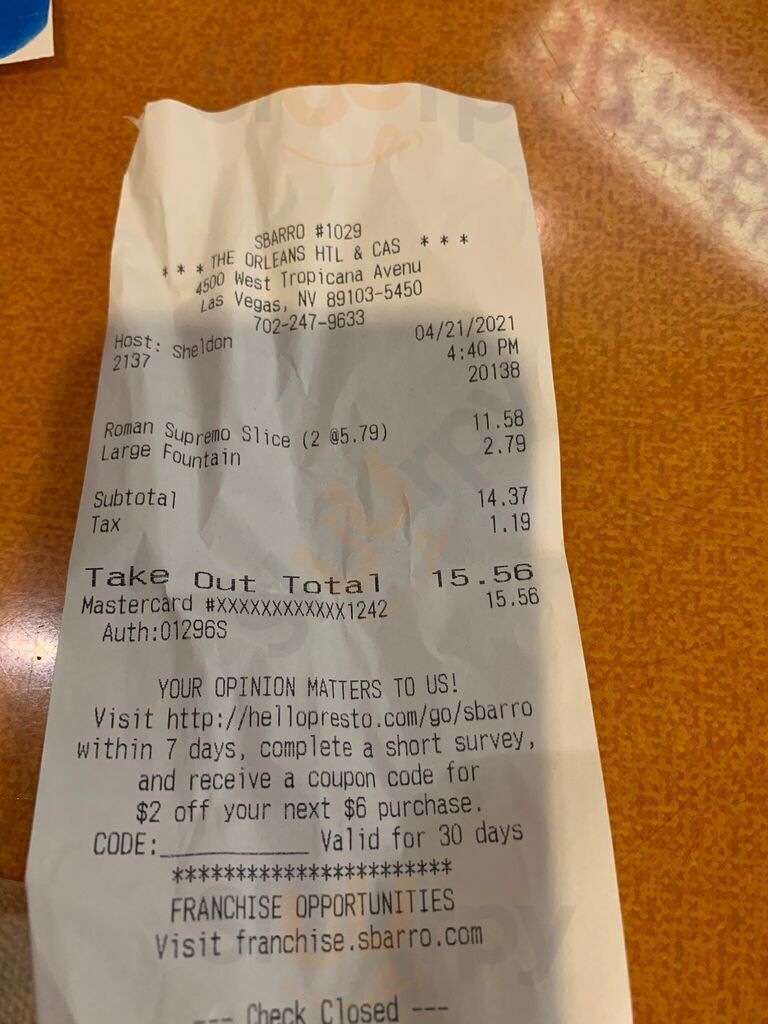 SBARRO #1029
* * * THE ORLEANS HTL & CAS * * *
4500 West Tropicana Avenu
Las Vegas, NV 89103-5450
702-247-9633
Host: Sheldon 04/21/2021
2137 4:40 PM
20138
Roman Supremo Slice (2 @5.79) 11.58
Large Fountain 2.79
Subtotal 14.37
Tax 1.19
Take Out Total 15.56
Mastercard #XXXXXXXXXXXX1242 15.56
Auth:01296S
YOUR OPINION MATTERS TO US!
Visit http://hellopresto.com/go/sbarro
within 7 days, complete a short survey,
and receive a coupon code for
$2 off your next $6 purchase.
CODE:__________ Valid for 30 days
***********************
FRANCHISE OPPORTUNITIES
Visit franchise.sbarro.com
--- Check Closed ---